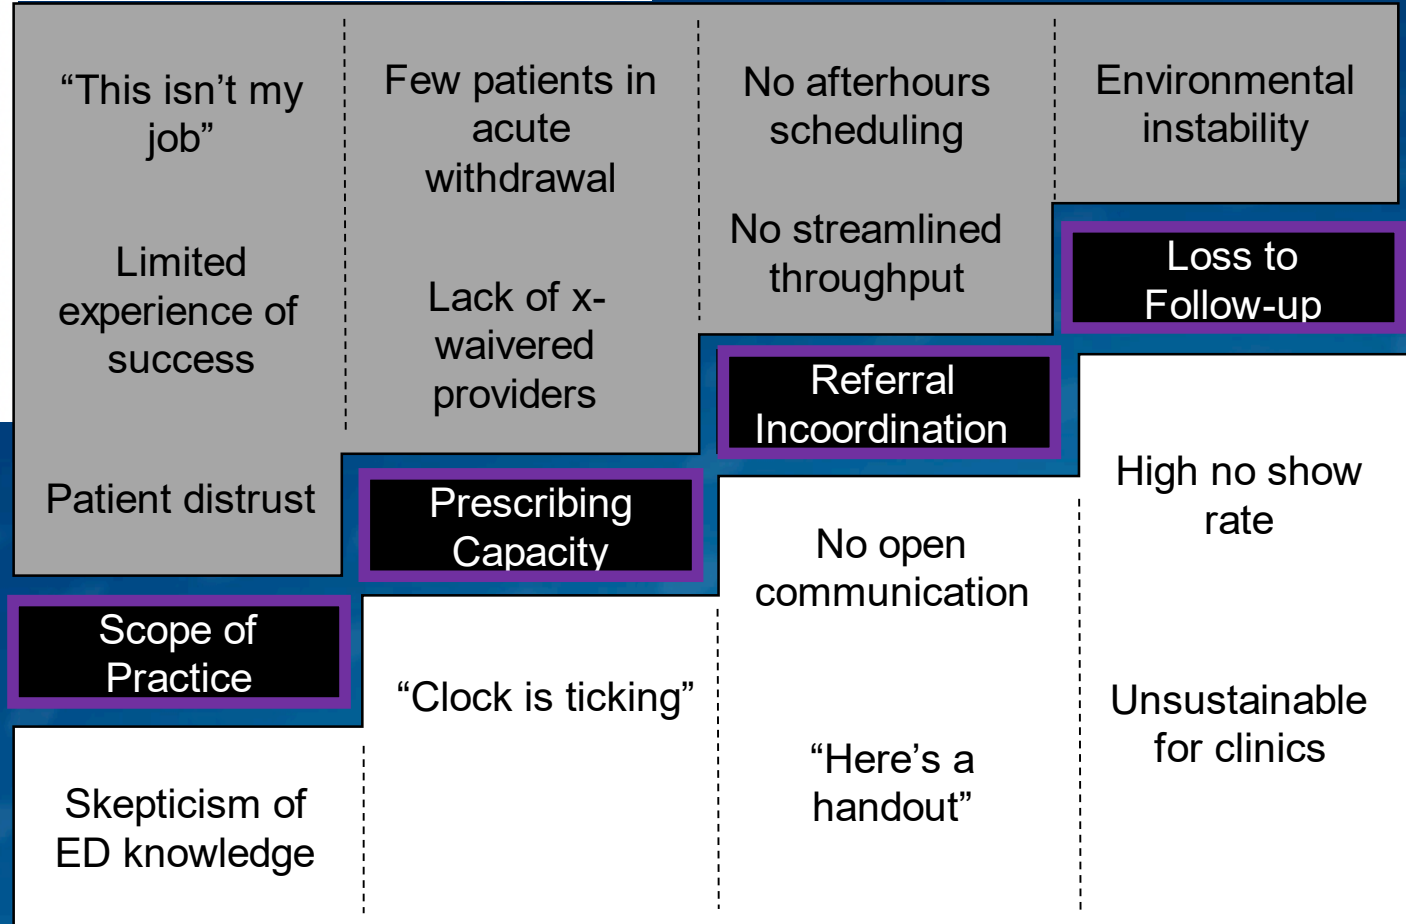 “This isn’t my
job”
Limited
experience of
success
Patient distrust
Scope of
Practice
Skepticism of
ED knowledge
Few patients in
acute
withdrawal
Lack of x-
waivered
providers
Prescribing
Capacity
“Clock is ticking”
No afterhours
scheduling
No streamlined
throughput
Referral
Incoordination
No open
communication
“Here’s a
handout”
Environmental
instability
Loss to
Follow-up
High no show
rate
Unsustainable
for clinics